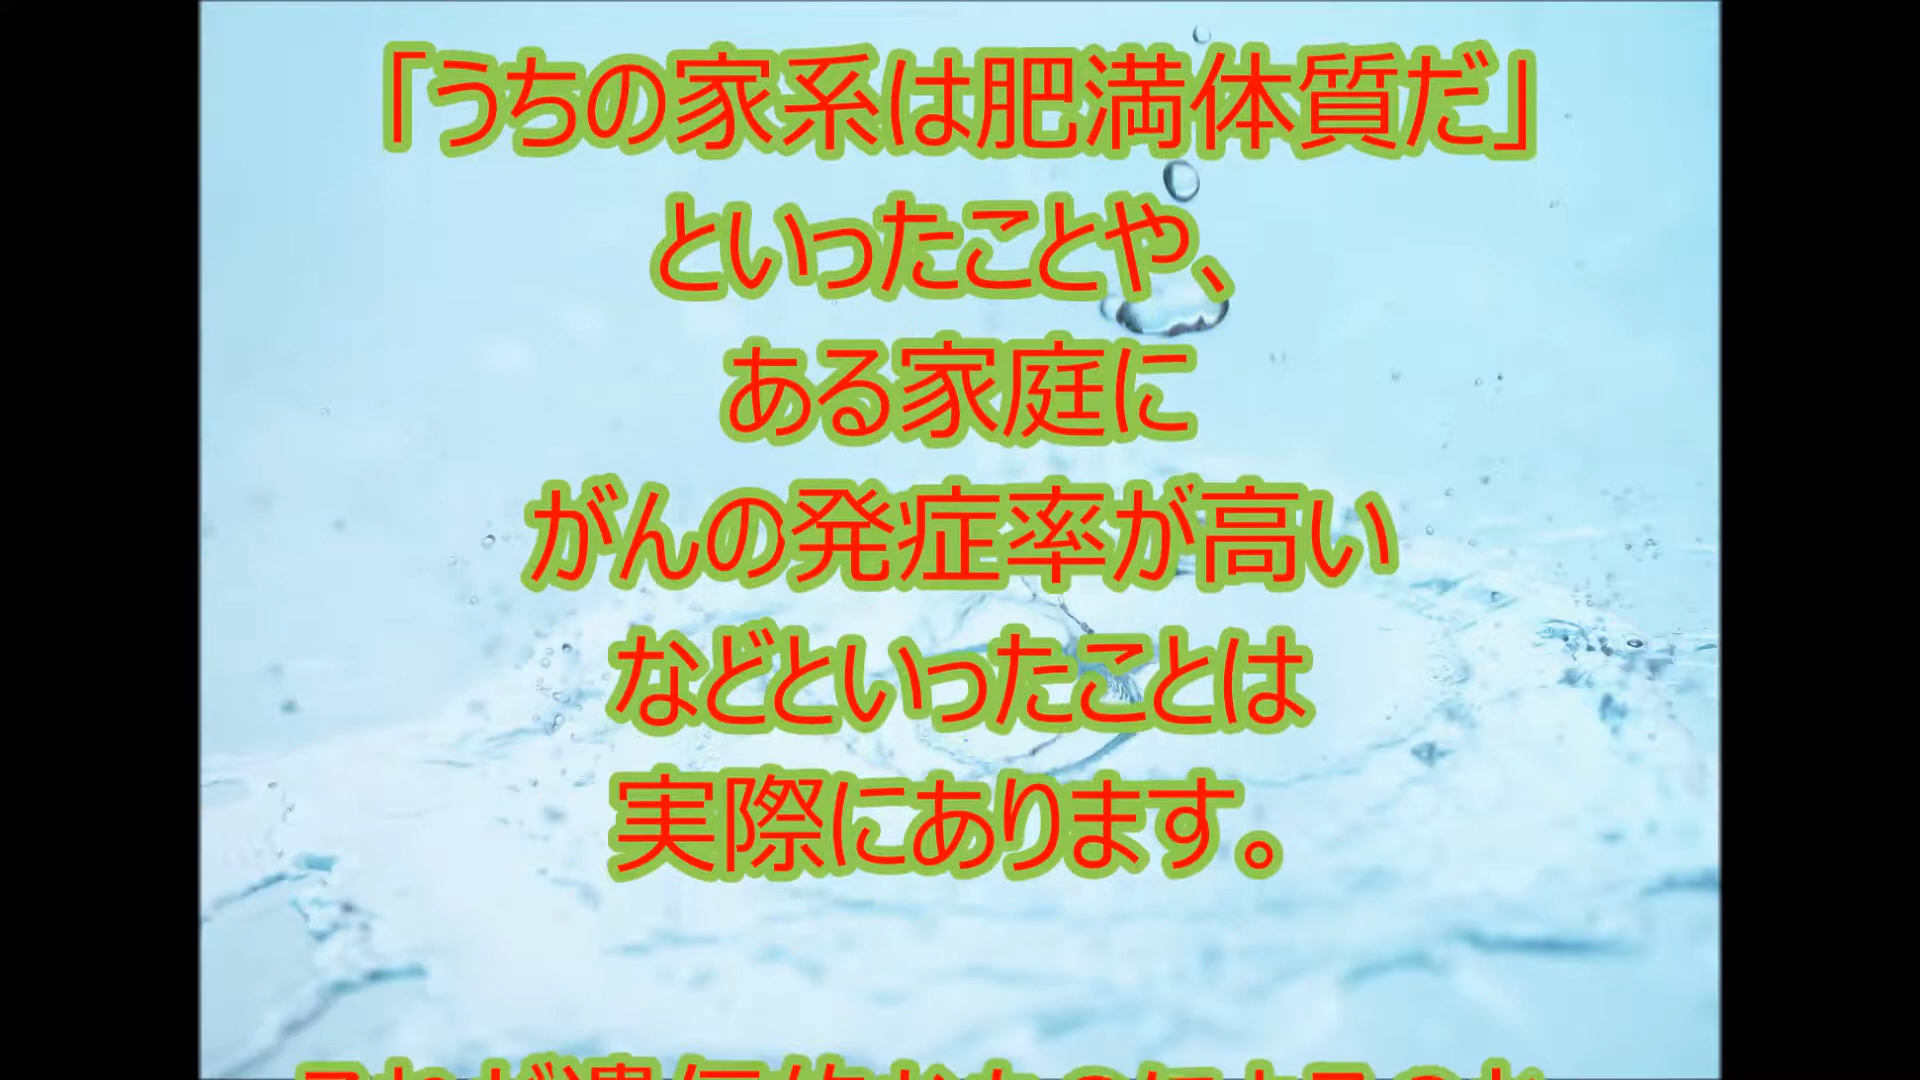 「うちの家系は肥満体質だ」
といったことや、
ある家庭に
がんの発症率が高い
などといったことは
実際にあります。